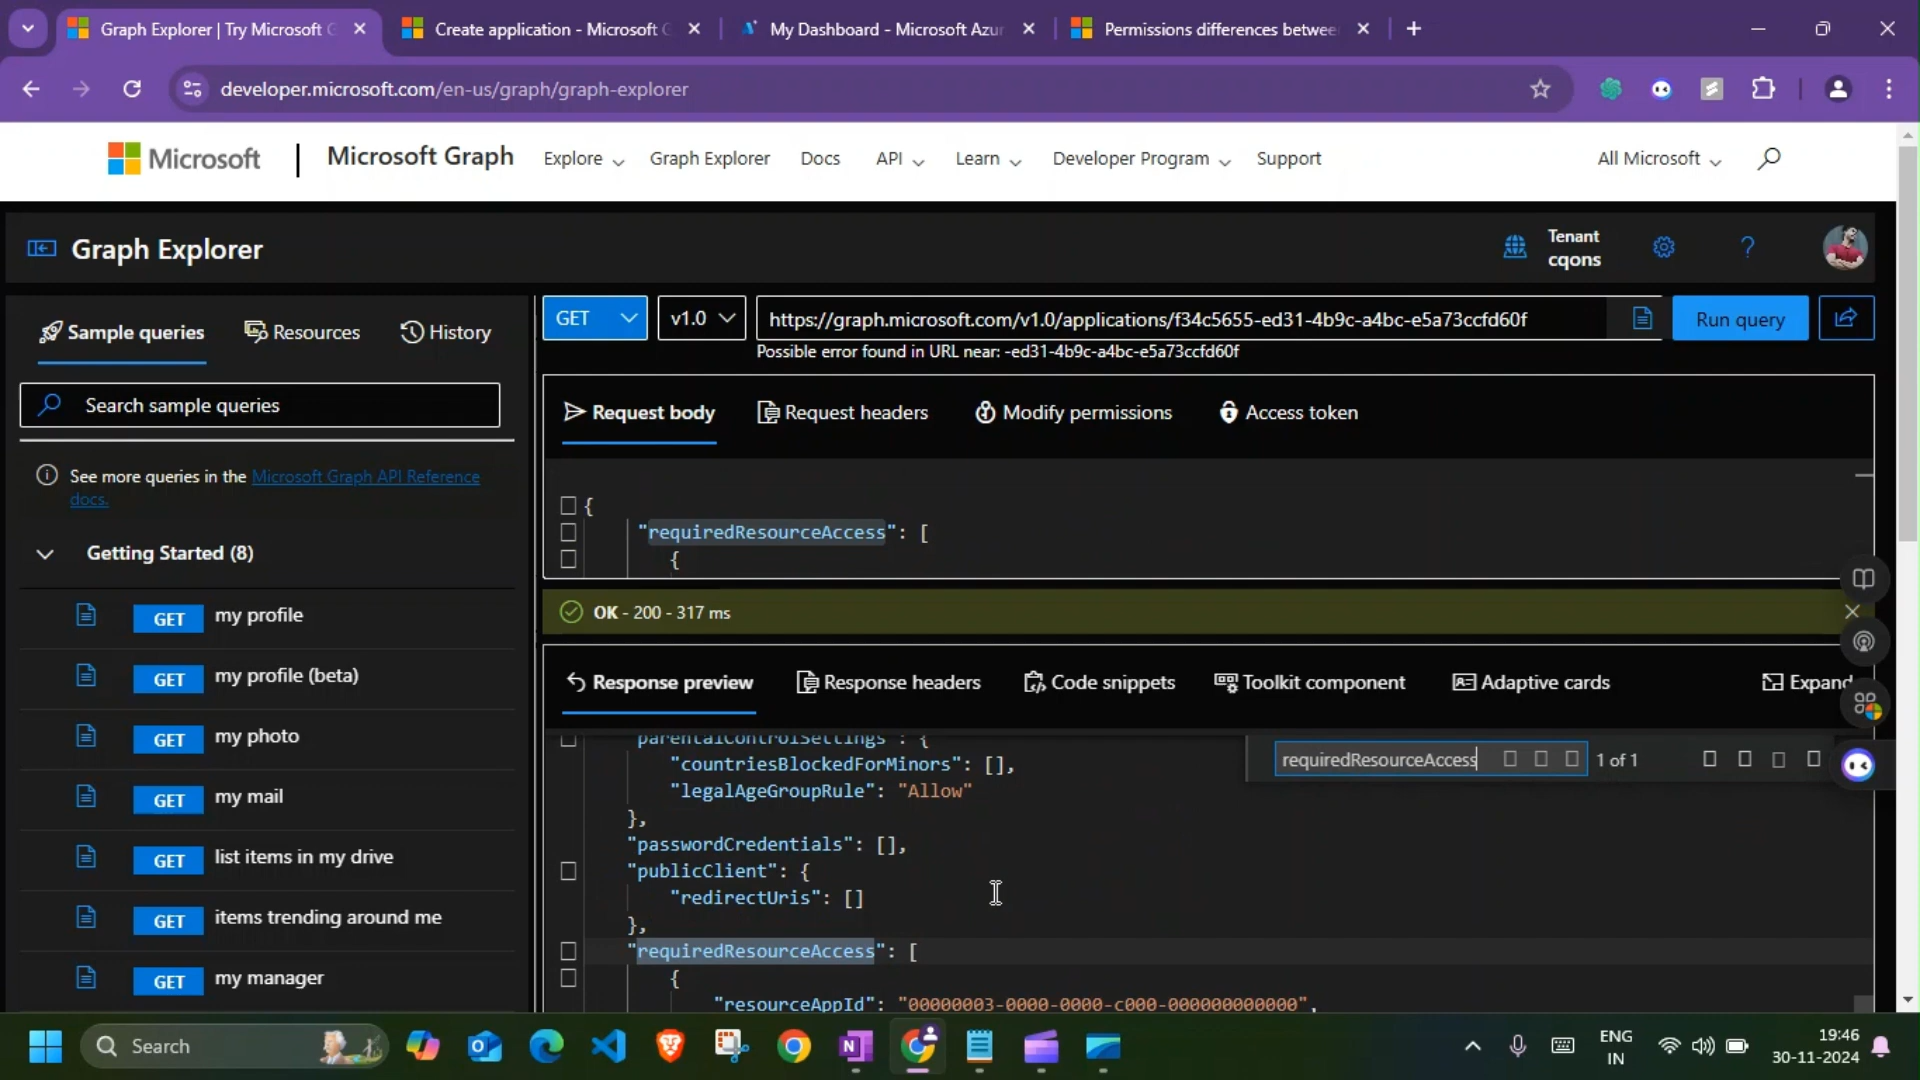 Graph Explorer | Try Microsoft G
Create application - Microsoft G
My Dashboard - Microsoft Azur
Permissions differences betwee
developer.microsoft.com/en-us/graph/graph-explorer
Microsoft
Microsoft Graph
Explore
Graph Explorer
Docs
API
Learn
Developer Program
Support
All Microsoft
Graph Explorer
Tenant
cqons
Sample queries
Resources
History
GET
v1.0
https://graph.microsoft.com/v1.0/applications/f34c5655-ed31-4b9c-a4bc-e5a73ccfd60f
Run query
Possible error found in URL near: -ed31-4b9c-a4bc-e5a73ccfd60f
Search sample queries
Request body
Request headers
Modify permissions
Access token
See more queries in the Microsoft Graph API Reference
docs.
{
"requiredResourceAccess": [
{
Getting Started (8)
OK - 200 - 317 ms
GET my profile
GET my profile (beta)
GET my photo
GET my mail
GET list items in my drive
GET items trending around me
GET my manager
Response preview
Response headers
Code snippets
Toolkit component
Adaptive cards
Expand
requiredResourceAccess
1 of 1
"parentalControlSettings": {
"countriesBlockedForMinors": [],
"legalAgeGroupRule": "Allow"
},
"passwordCredentials": [],
"publicClient": {
"redirectUris": []
},
"requiredResourceAccess": [
{
"resourceAppId": "00000003-0000-0000-c000-000000000000",
Search
ENG
IN
19:46
30-11-2024